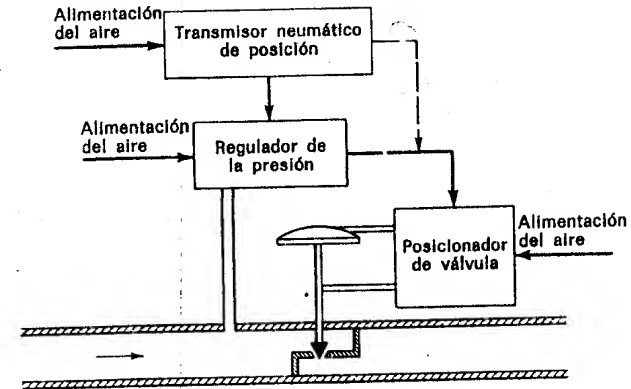 Alimentación
del aire
Transmisor neumático
de posición
Alimentación
del aire
Regulador de
la presión
Posicionador
de válvula
Alimentación
del aire